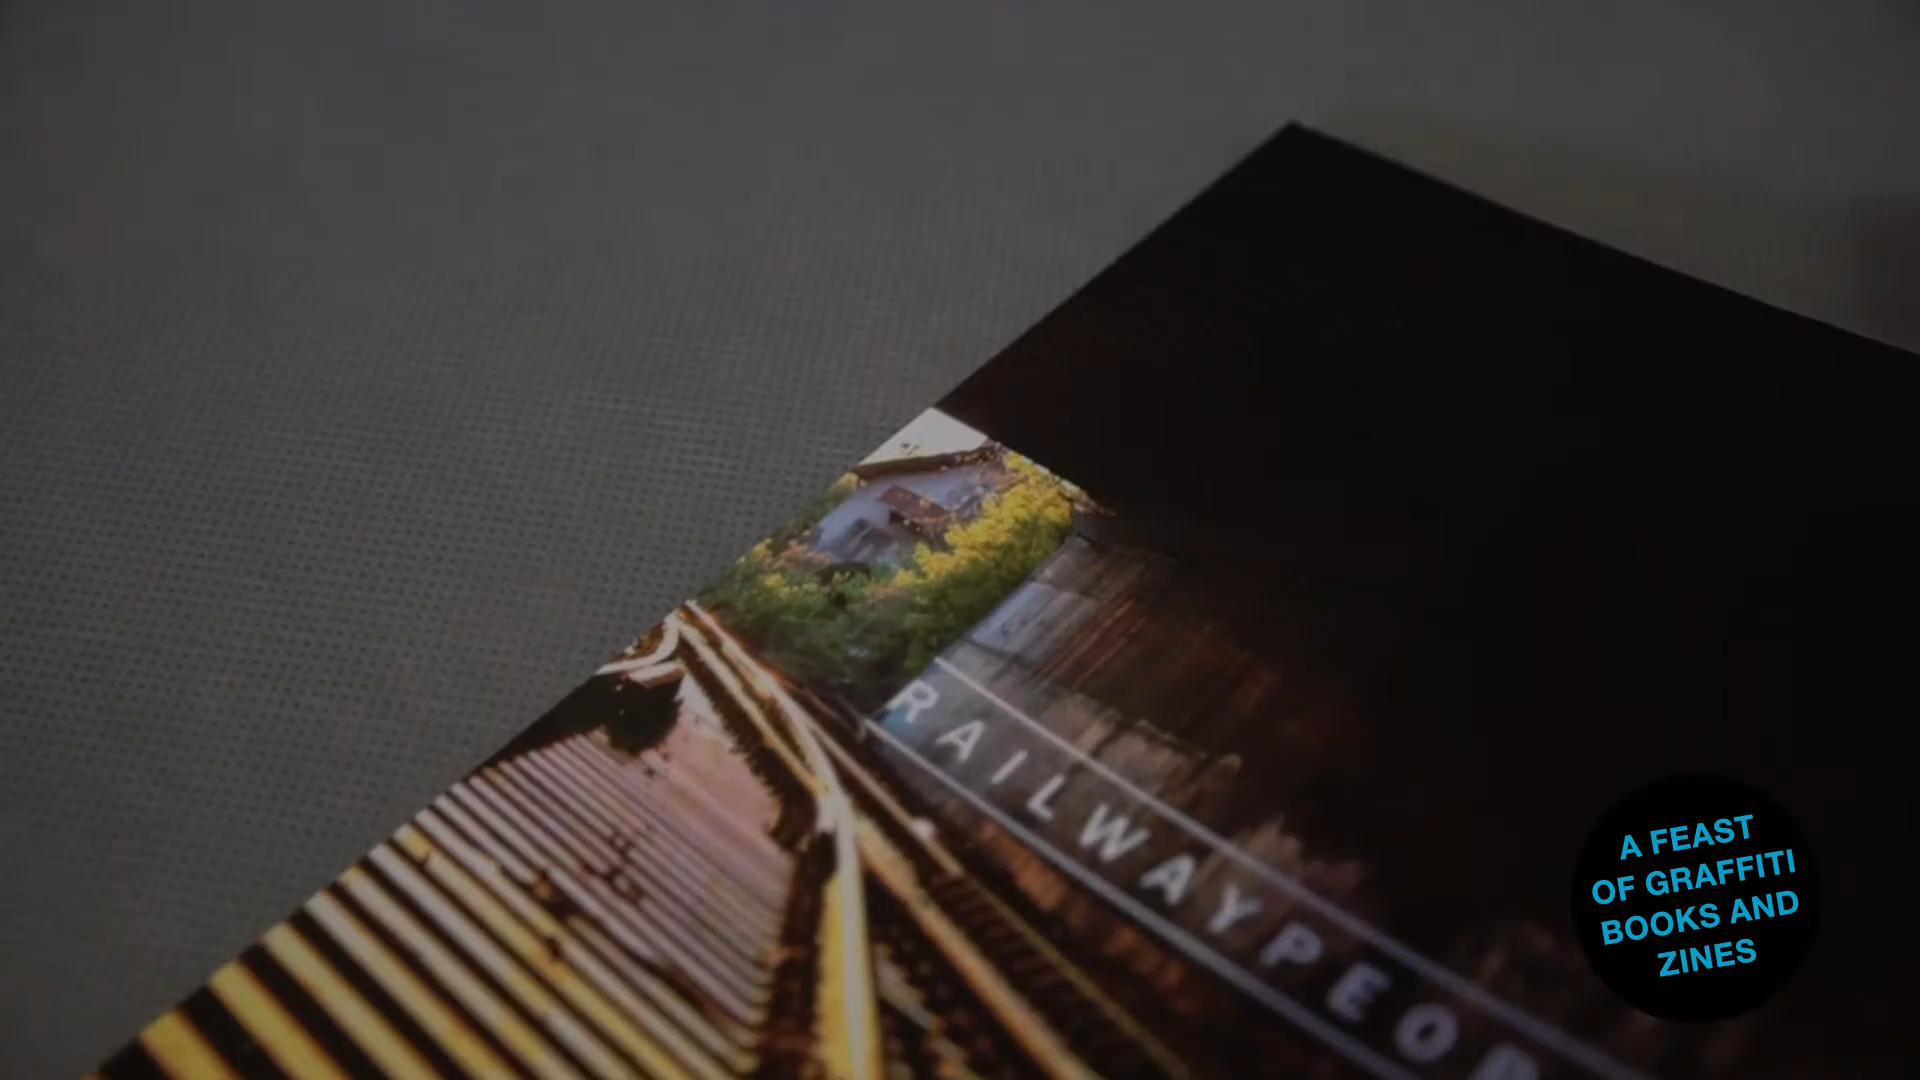 RAILWAYPEO
A FEAST
OF GRAFFITI
BOOKS AND
ZINES